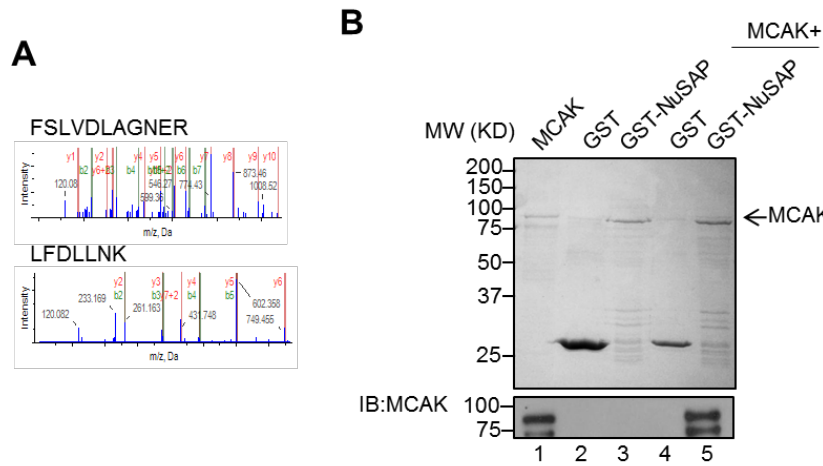 A
FSLVDLAGNER
y1 y2 y4 y5 y6 y7 y8 y9 y10
b2 y6+2 b3 b4 b6 b7
120.08 546.27 599.36 774.43 873.46 1008.52
Intensity
m/z, Da
LFDLLNK
y2 y3 y4 y5 y6
b2 b3 y7+2 b4 b5
120.082 233.169 261.163 431.748 602.358 749.455
Intensity
m/z, Da
B
MCAK+
MW (KD) MCAK GST GST-NuSAP GST GST-NuSAP
200
150
100
75
50
37
25
←MCAK
IB:MCAK
100
75
1 2 3 4 5